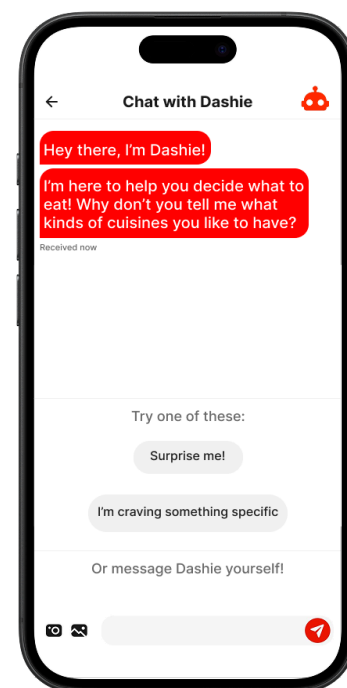 Chat with Dashie
Hey there, I'm Dashie!
I'm here to help you decide what to
eat! Why don't you tell me what
kinds of cuisines you like to have?
Received now
Try one of these:
Surprise me!
I'm craving something specific
Or message Dashie yourself!